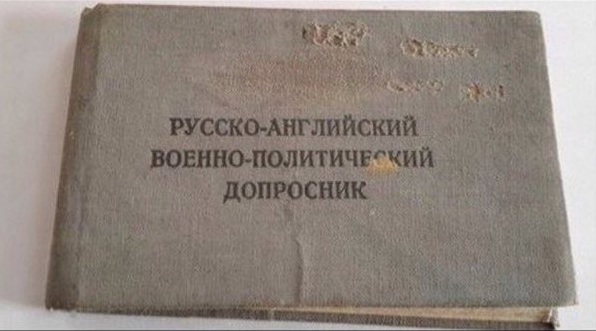 РУССКО-АНГЛИЙСКИЙ
ВОЕННО-ПОЛИТИЧЕСКИЙ
ДОПРОСНИК